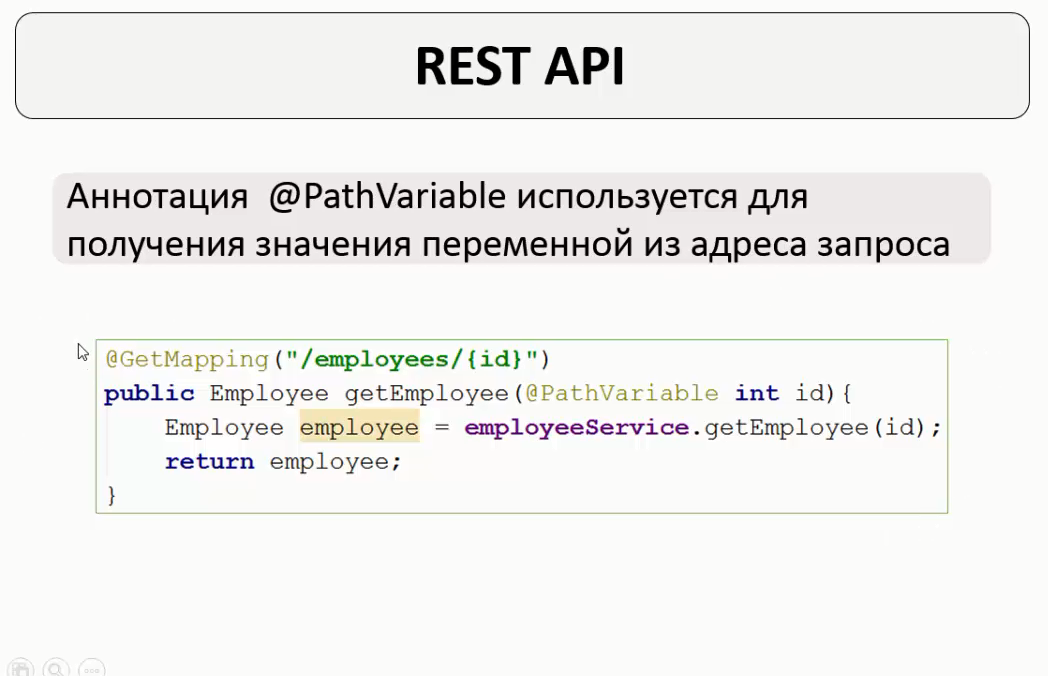 REST API
Аннотация @PathVariable используется для
получения значения переменной из адреса запроса
@GetMapping("/employees/{id}")
public Employee getEmployee(@PathVariable int id){
    Employee employee = employeeService.getEmployee(id);
    return employee;
}